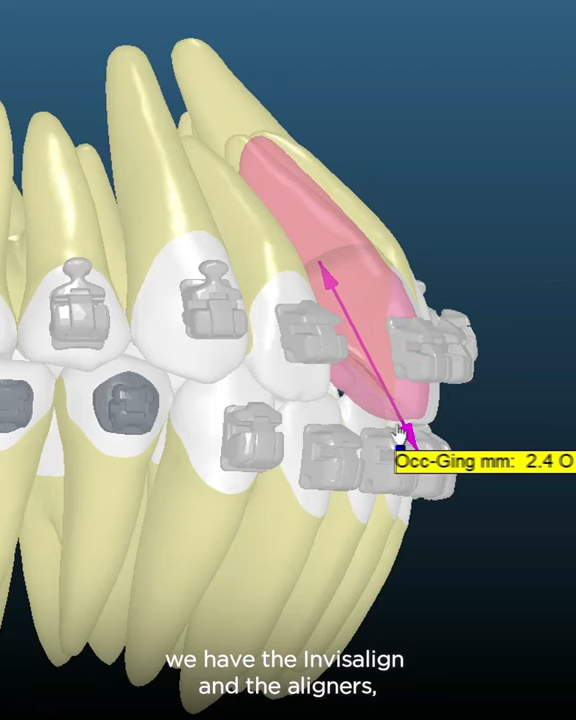 Occ-Ging mm: 2.4 O
we have the Invisalign
and the aligners,